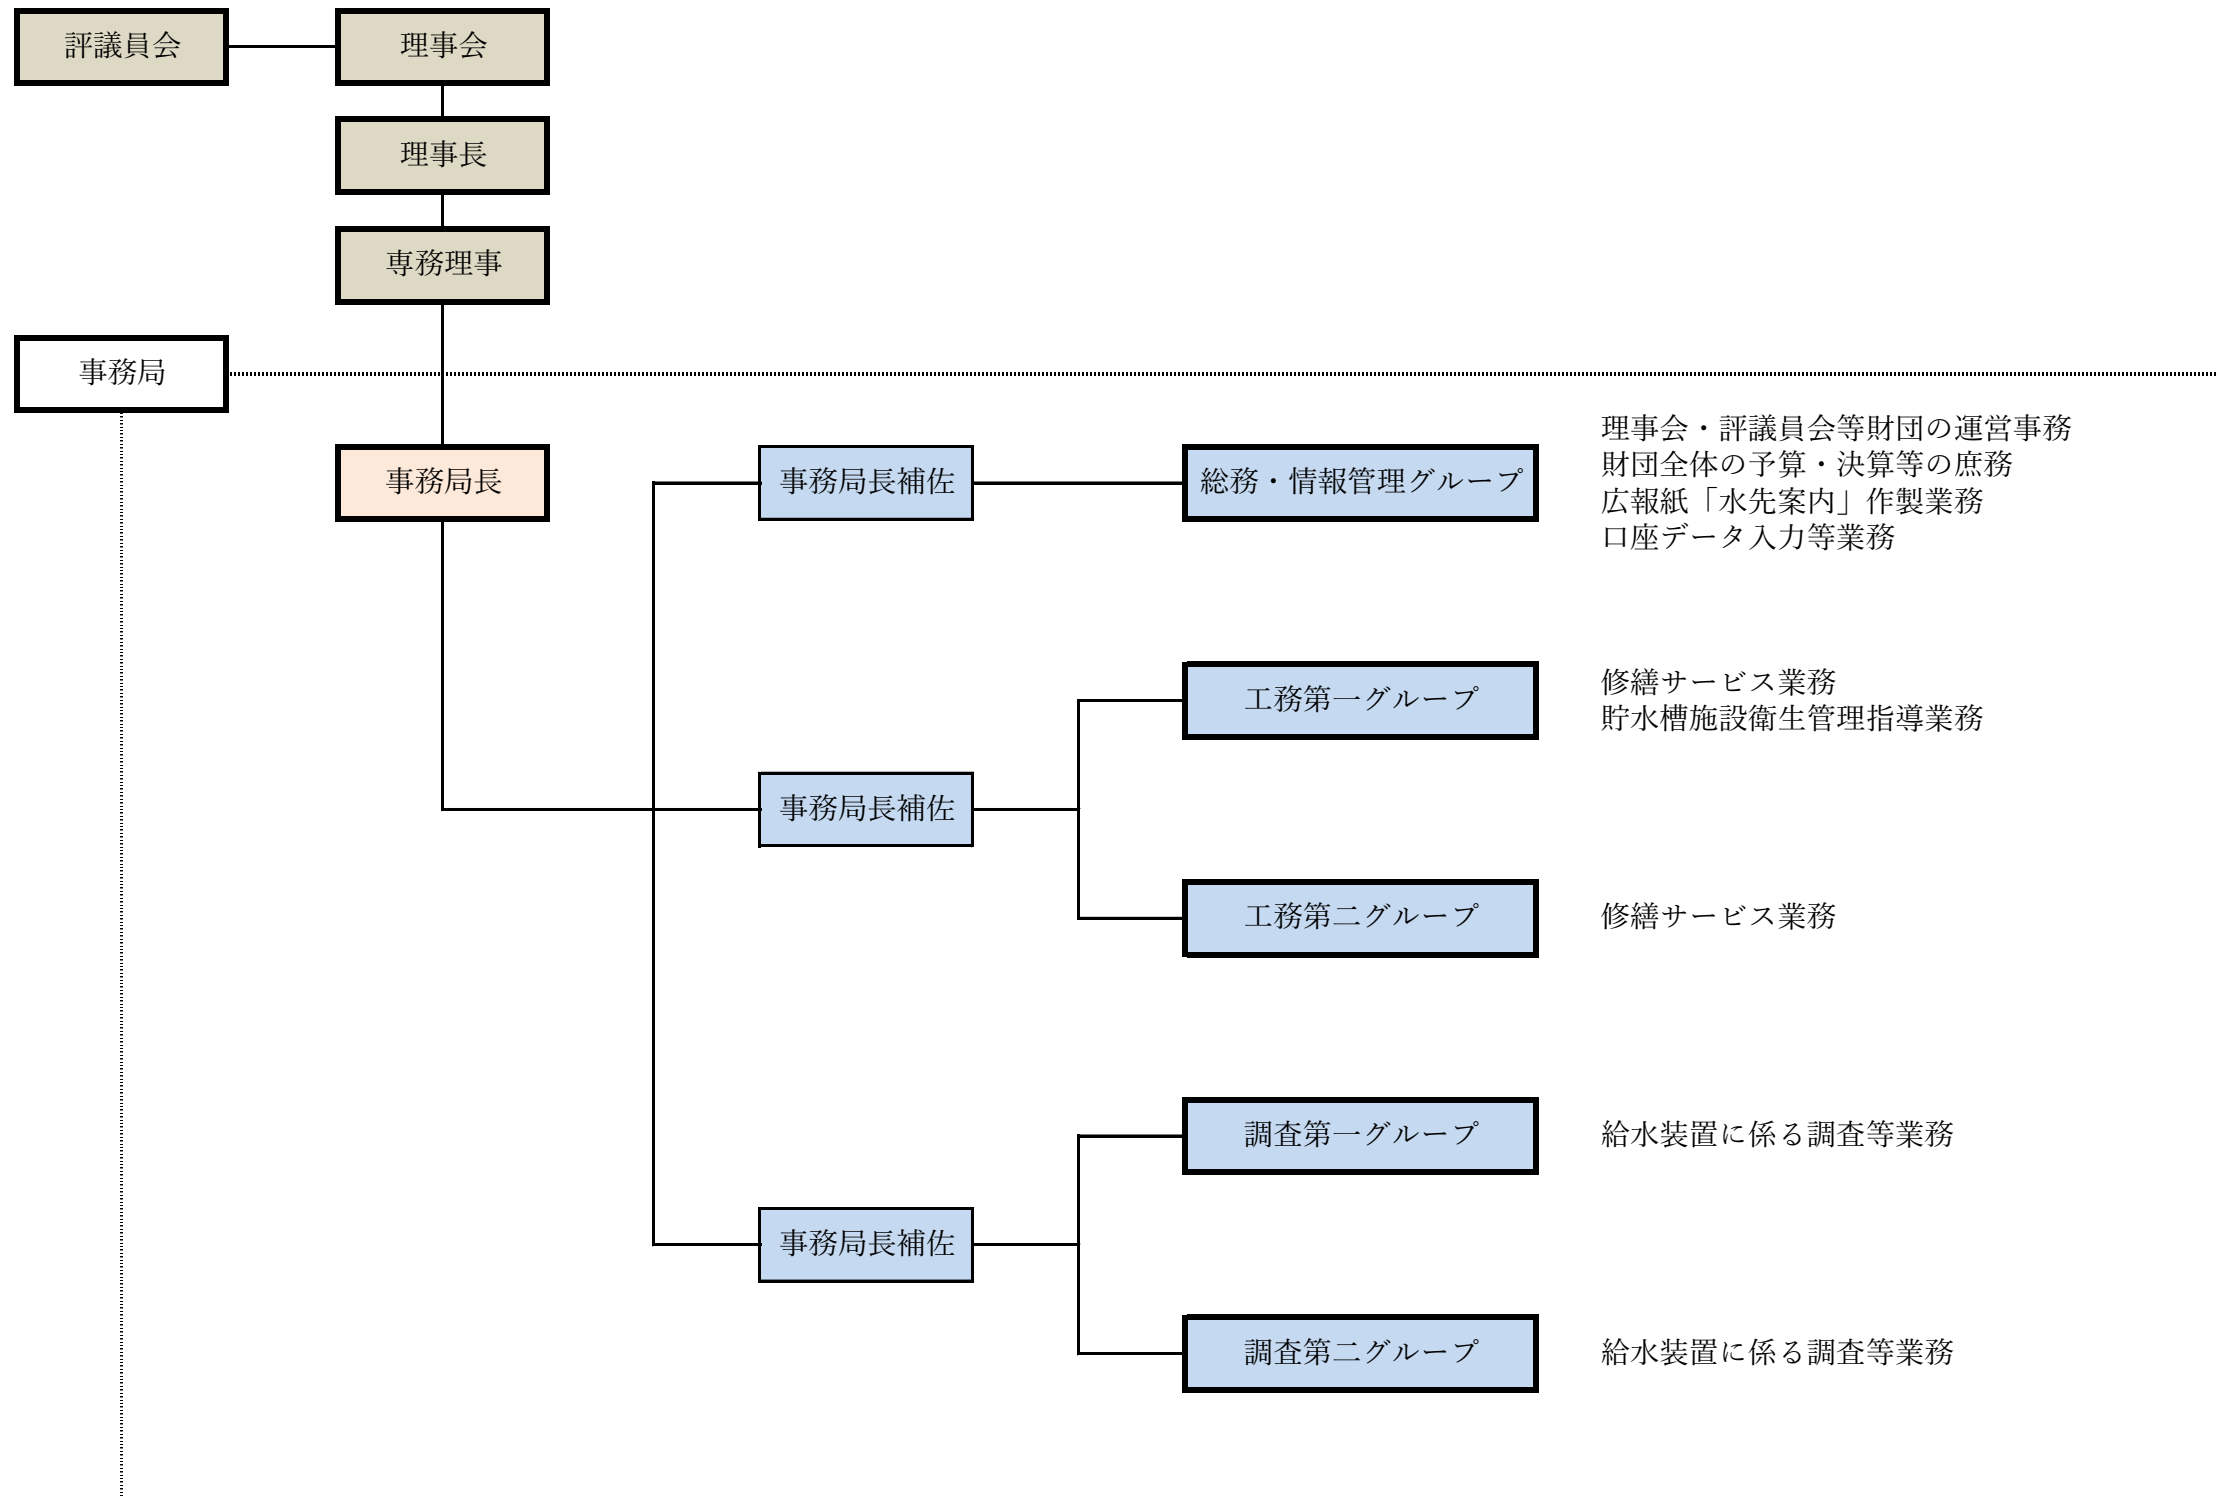 評議員会
理事会
理事長
専務理事
事務局
事務局長
事務局長補佐
総務・情報管理グループ
理事会・評議員会等財団の運営事務
財団全体の予算・決算等の庶務
広報紙「水先案内」作製業務
口座データ入力等業務
事務局長補佐
工務第一グループ
修繕サービス業務
貯水槽施設衛生管理指導業務
工務第二グループ
修繕サービス業務
事務局長補佐
調査第一グループ
給水装置に係る調査等業務
調査第二グループ
給水装置に係る調査等業務